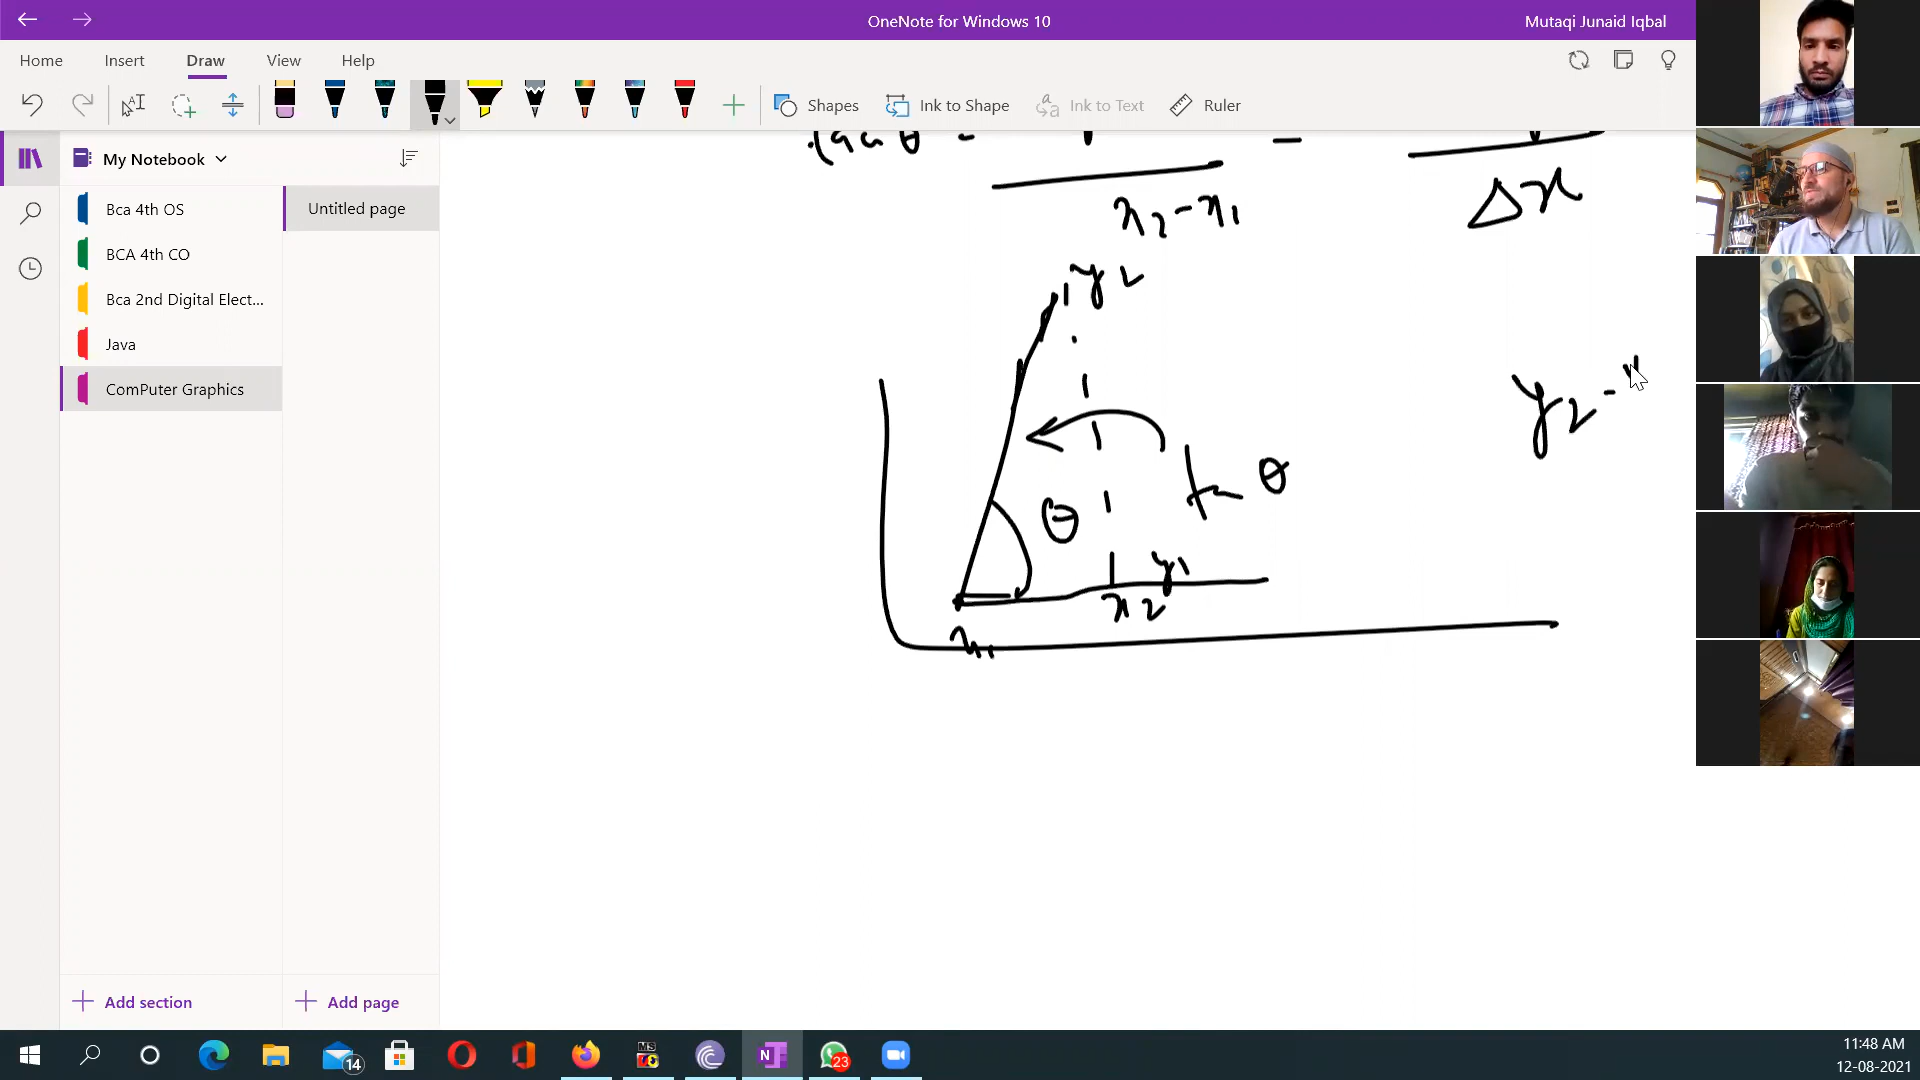 OneNote for Windows 10
Mutaqi Junaid Iqbal
Home Insert Draw View Help
Shapes Ink to Shape Ink to Text Ruler
My Notebook
Bca 4th OS
BCA 4th CO
Bca 2nd Digital Elect...
Java
ComPuter Graphics
Untitled page
θ =
x2-x1
Δx
y2
y2-
θ
tan θ
y1
x2
x1
Add section
Add page
14
MS
N
23
11:48 AM
12-08-2021